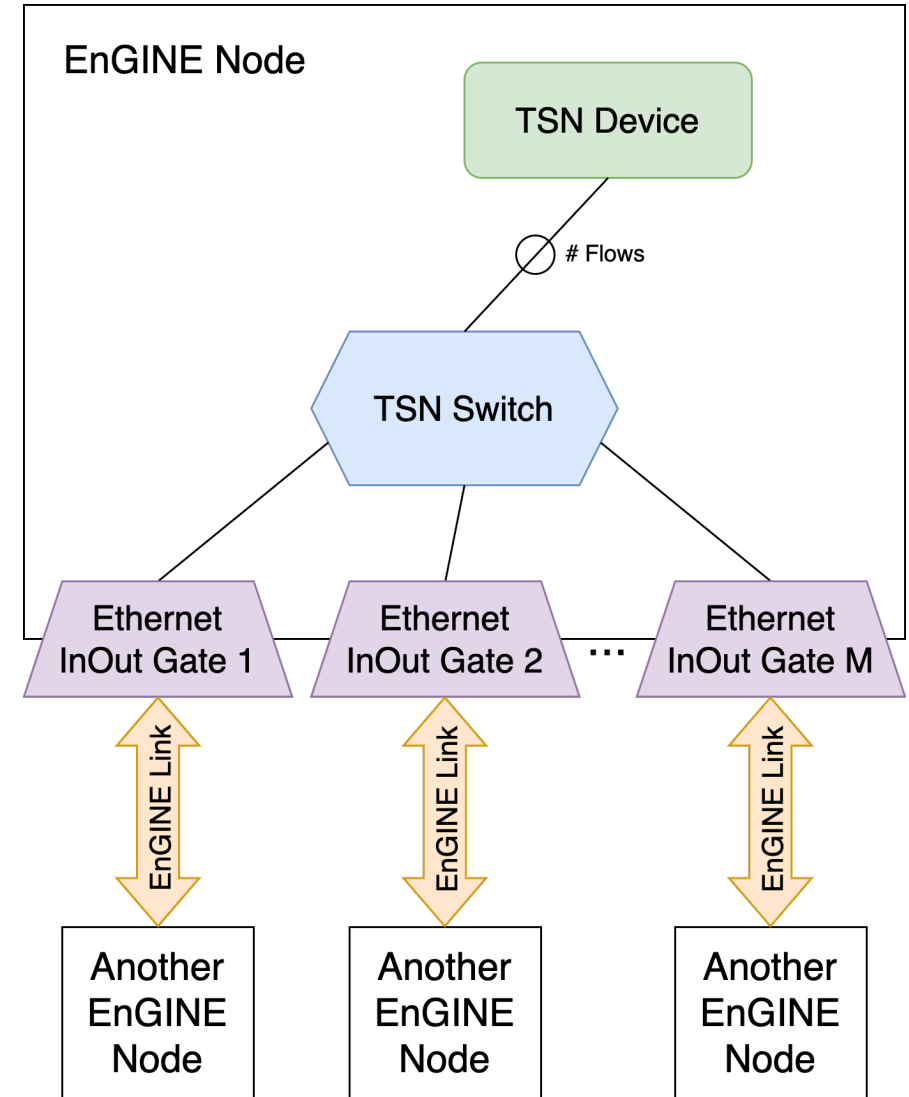 EnGINE Node
TSN Device
# Flows
TSN Switch
Ethernet
InOut Gate 1
Ethernet
InOut Gate 2
...
Ethernet
InOut Gate M
EnGINE Link
EnGINE Link
EnGINE Link
Another
EnGINE
Node
Another
EnGINE
Node
Another
EnGINE
Node